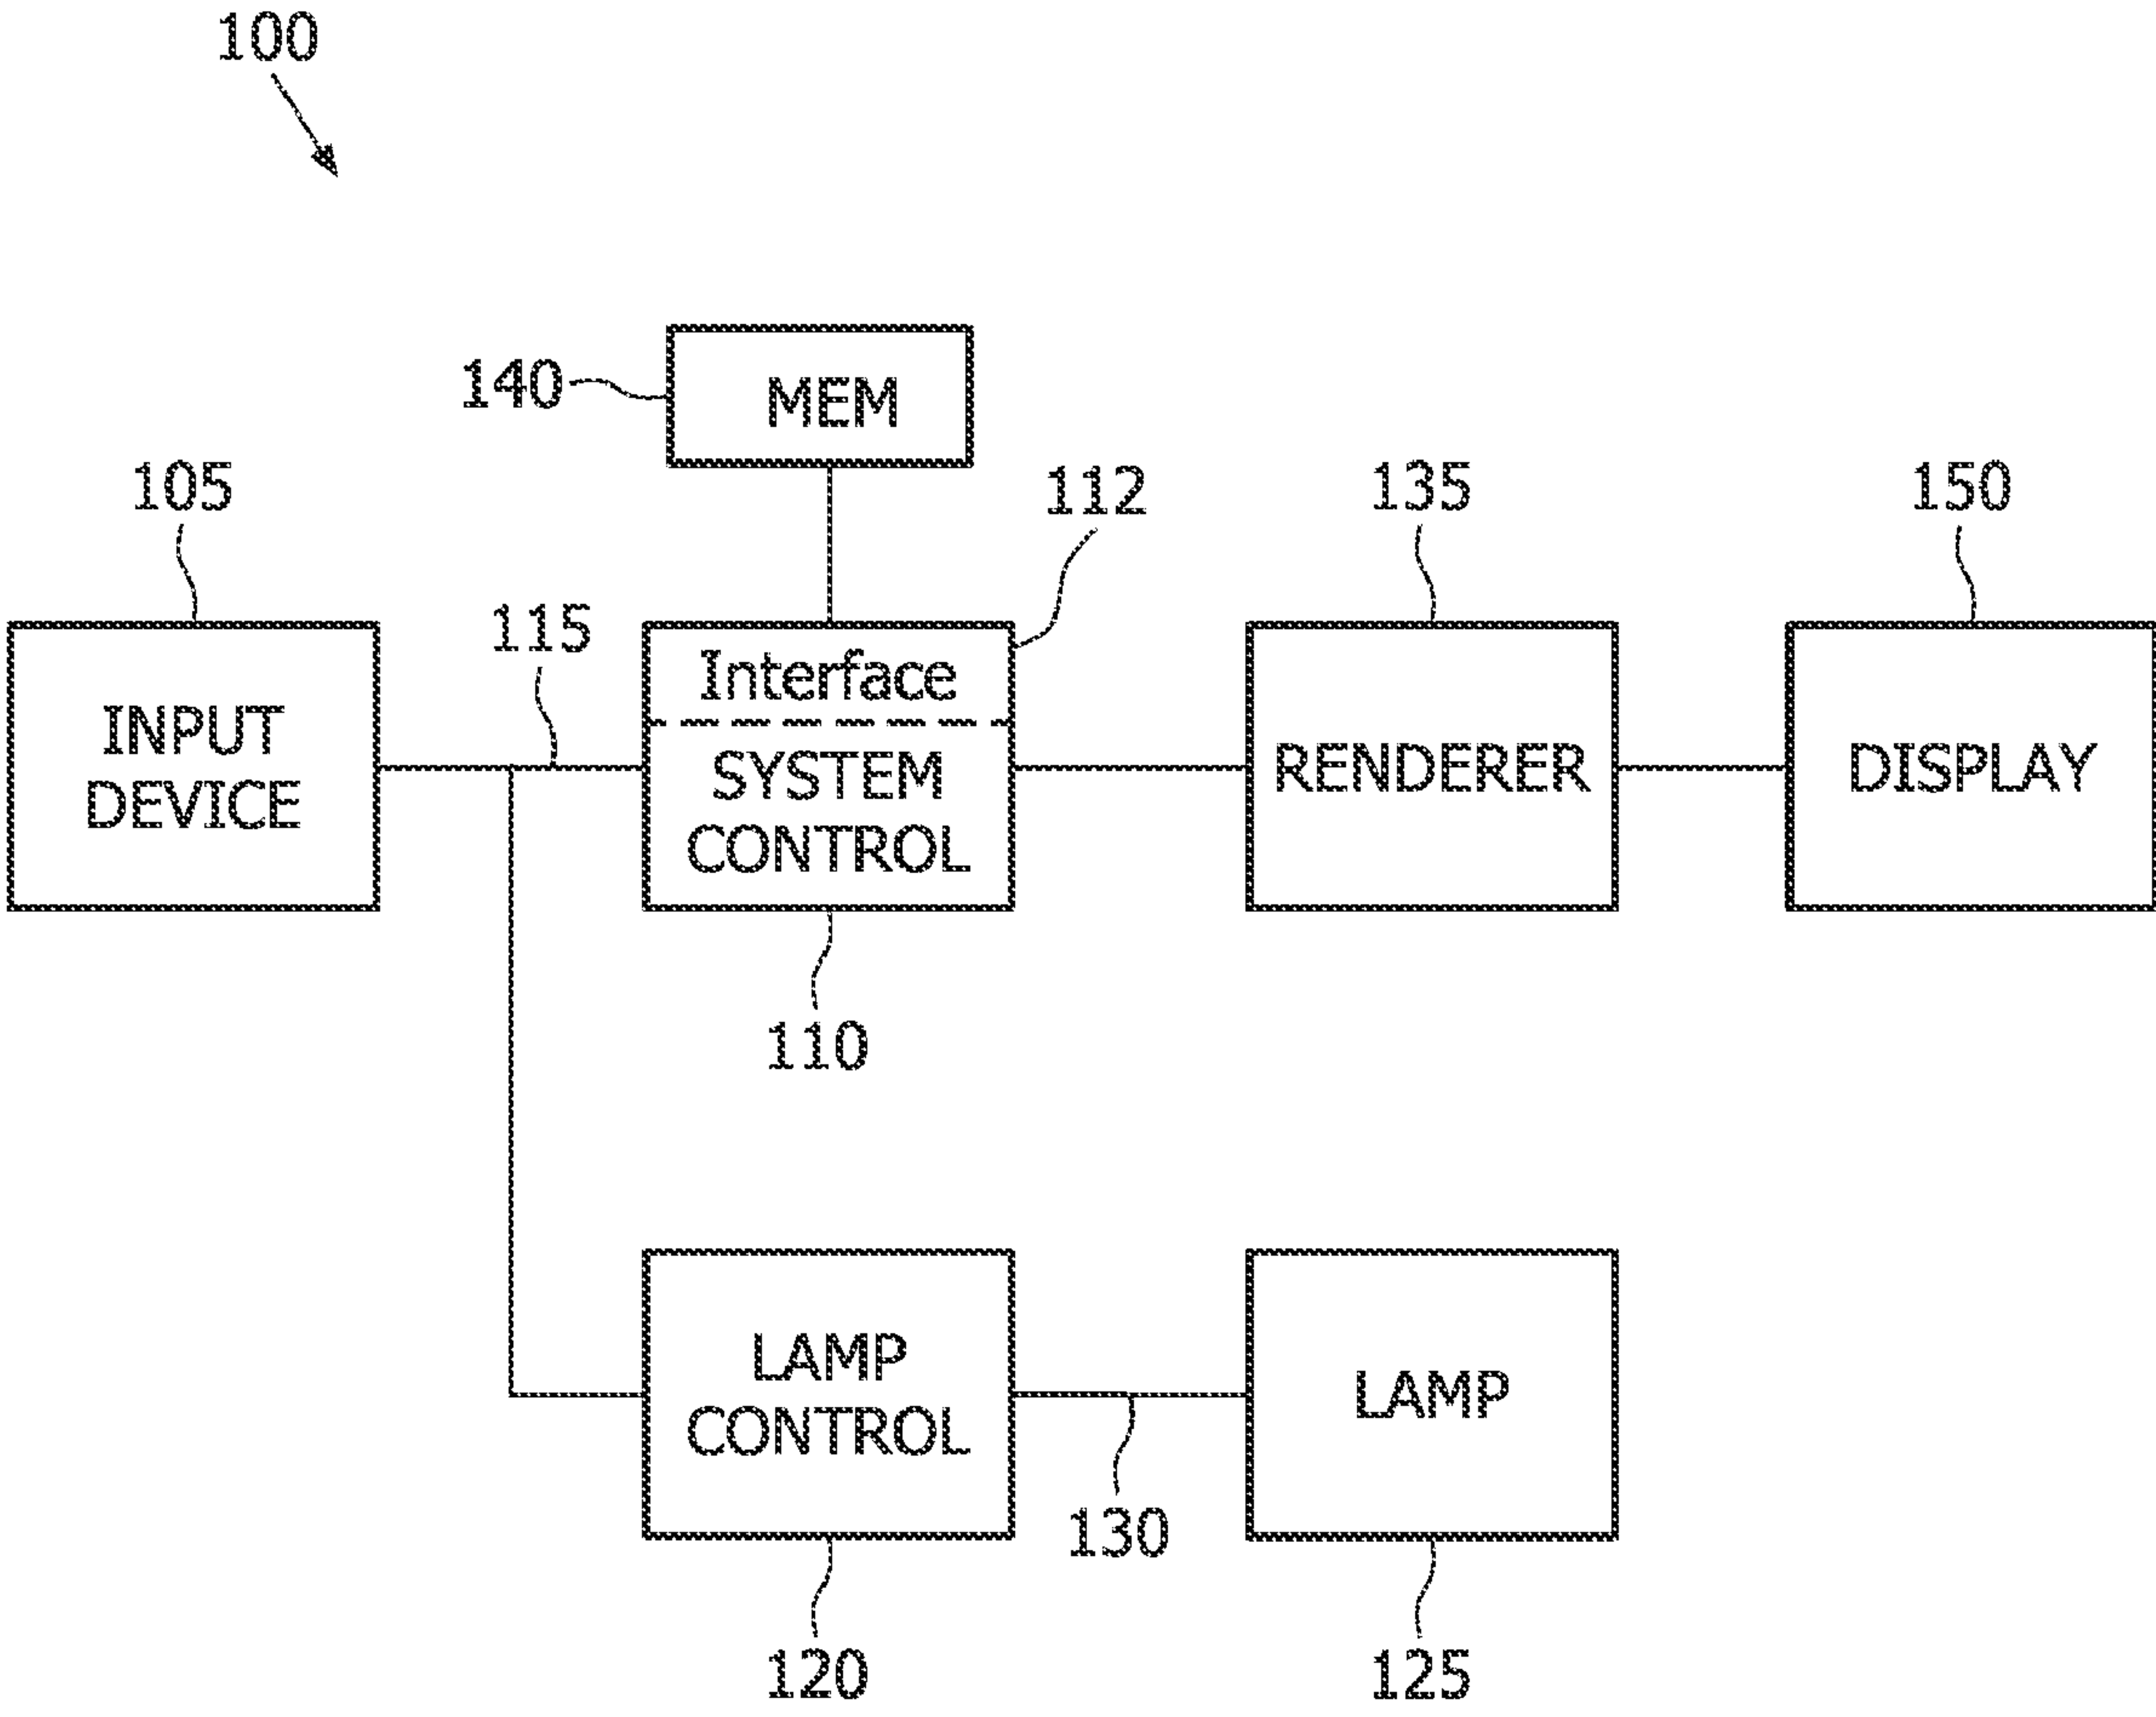 100
140
MEM
105
112
135
150
115
INPUT
DEVICE
Interface
SYSTEM
CONTROL
RENDERER
DISPLAY
110
LAMP
CONTROL
LAMP
130
120
125